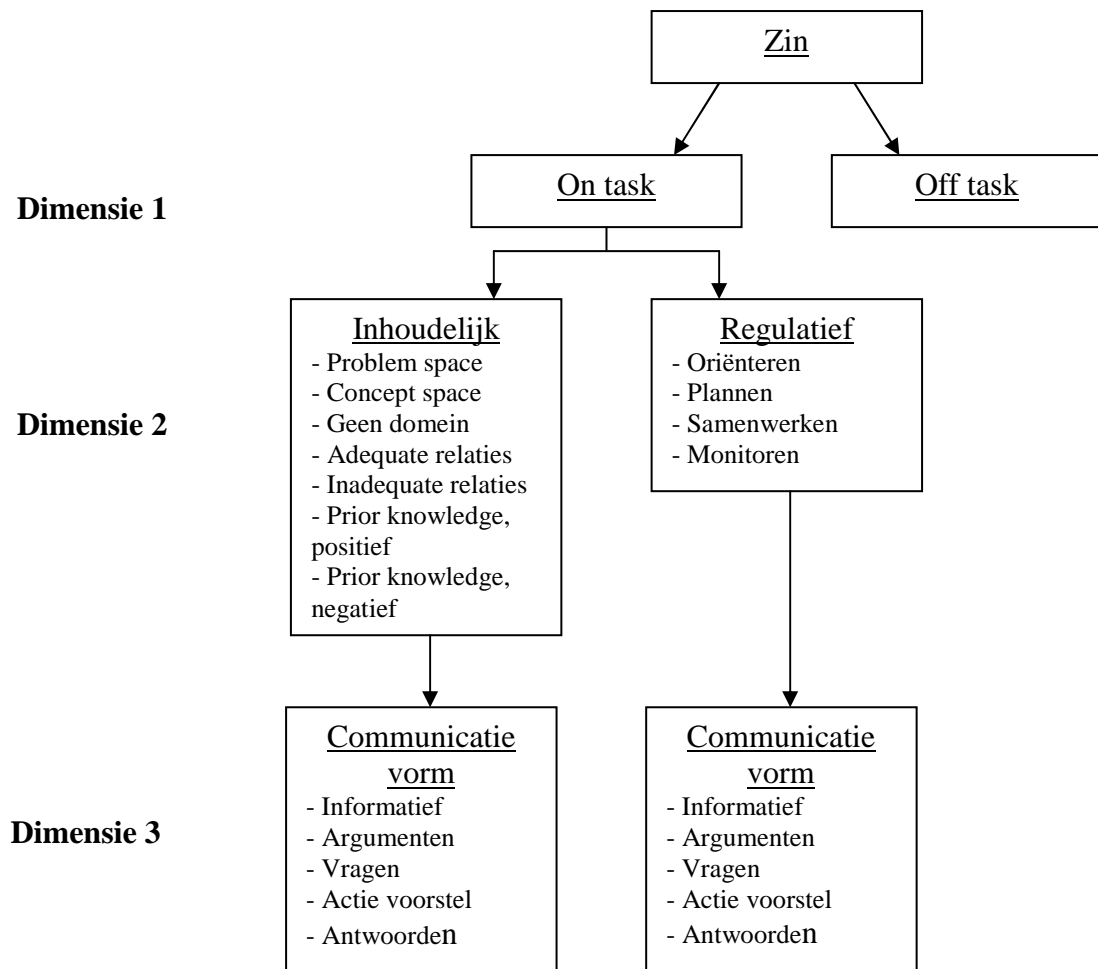 Zin
On task
Off task
Dimensie 1
Inhoudelijk
- Problem space
- Concept space
- Geen domein
- Adequate relaties
- Inadequate relaties
- Prior knowledge,
positief
- Prior knowledge,
negatief
Regulatief
- Oriënteren
- Plannen
- Samenwerken
- Monitoren
Dimensie 2
Communicatie
vorm
- Informatief
- Argumenten
- Vragen
- Actie voorstel
- Antwoorden
Communicatie
vorm
- Informatief
- Argumenten
- Vragen
- Actie voorstel
- Antwoorden
Dimensie 3